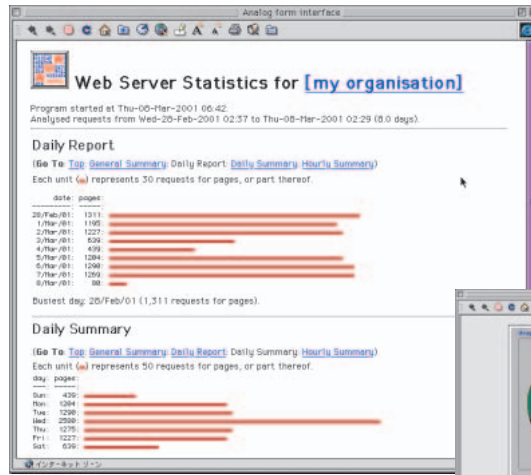 Analog form interface
Web Server Statistics for [my organisation]
Program started at Thu-08-Mar-2001 06:42.
Analysed requests from Wed-28-Feb-2001 02:37 to Thu-08-Mar-2001 02:29 (8.0 days).
Daily Report
(Go To: Top: General Summary: Daily Report: Daily Summary: Hourly Summary)
Each unit ( ) represents 30 requests for pages, or part thereof.
date: pages:
28/Feb/01: 1311:
1/Mar/01: 1195:
2/Mar/01: 1227:
3/Mar/01: 639:
4/Mar/01: 439:
5/Mar/01: 1204:
6/Mar/01: 1290:
7/Mar/01: 1269:
8/Mar/01: 80:
Busiest day: 28/Feb/01 (1,311 requests for pages).
Daily Summary
(Go To: Top: General Summary: Daily Report: Daily Summary: Hourly Summary)
Each unit ( ) represents 50 requests for pages, or part thereof.
day: pages:
Sun: 439:
Mon: 1204:
Tue: 1290:
Wed: 2580:
Thu: 1275:
Fri: 1227:
Sat: 639:
インターネット ゾーン